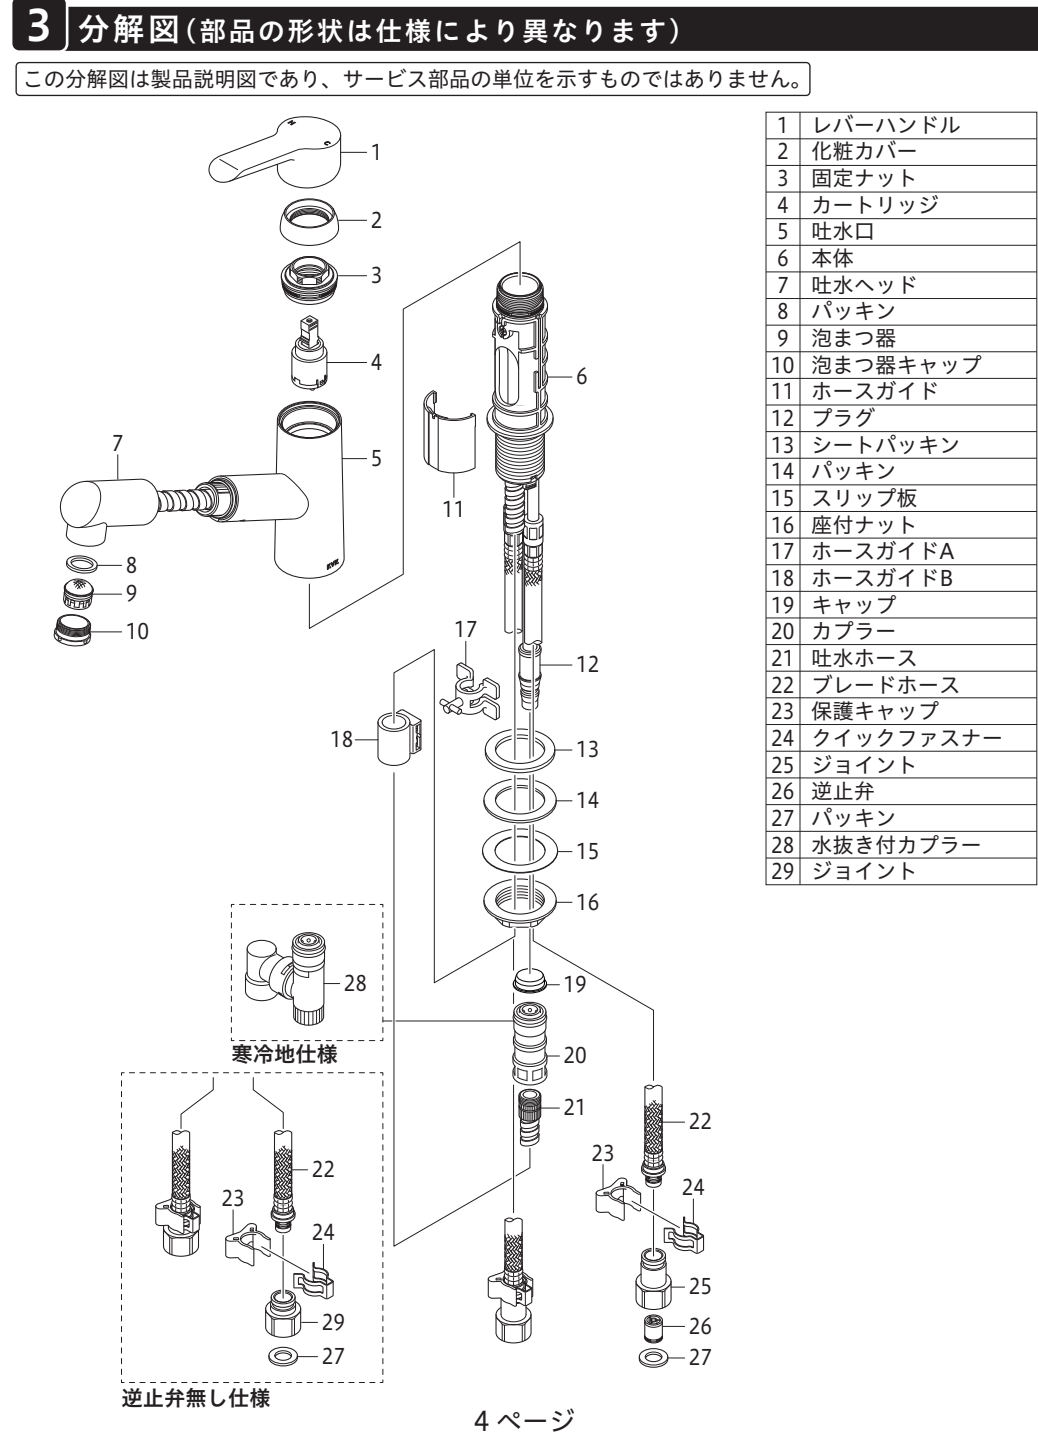 3 分解図(部品の形状は仕様により異なります)
この分解図は製品説明図であり、サービス部品の単位を示すものではありません。
1 レバーハンドル
2 化粧カバー
3 固定ナット
4 カートリッジ
5 吐水口
6 本体
7 吐水ヘッド
8 パッキン
9 泡まつ器
10 泡まつ器キャップ
11 ホースガイド
12 プラグ
13 シートパッキン
14 パッキン
15 スリップ板
16 座付ナット
17 ホースガイドA
18 ホースガイドB
19 キャップ
20 カプラー
21 吐水ホース
22 ブレードホース
23 保護キャップ
24 クイックファスナー
25 ジョイント
26 逆止弁
27 パッキン
28 水抜き付カプラー
29 ジョイント
H
C
1
2
3
4
5
6
7
8
9
10
11
KVK
12
13
14
15
16
17
18
19
20
21
22
23
24
25
26
27
28
寒冷地仕様
22
23
24
29
27
逆止弁無し仕様
4 ページ